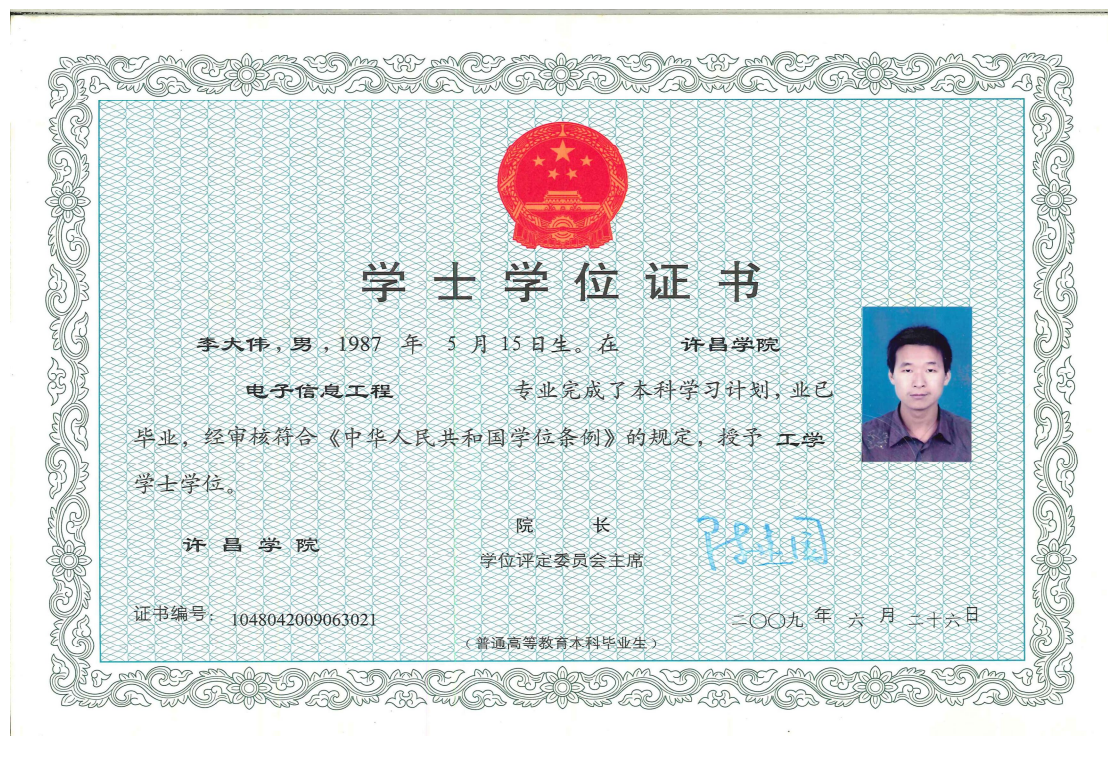 学士学位证书
李大伟，男，1987 年 5 月 15日生。在 许昌学院
电子信息工程 专业完成了本科学习计划，业已
毕业，经审核符合《中华人民共和国学位条例》的规定，授予 工学
学士学位。
院 长
许昌学院
学位评定委员会主席
证书编号：1048042009063021
二〇〇九 年 六 月 二十六日
（普通高等教育本科毕业生）